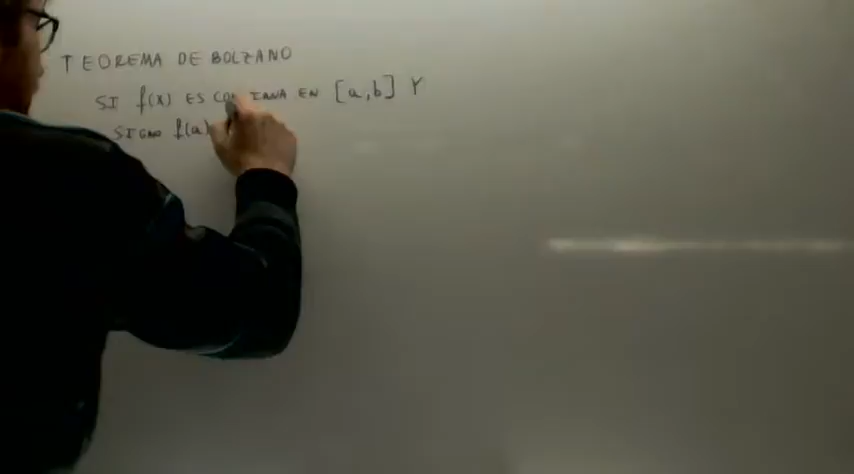 TEOREMA DE BOLZANO
SI f(x) ES EN [a,b] Y
SIGNO f(a)